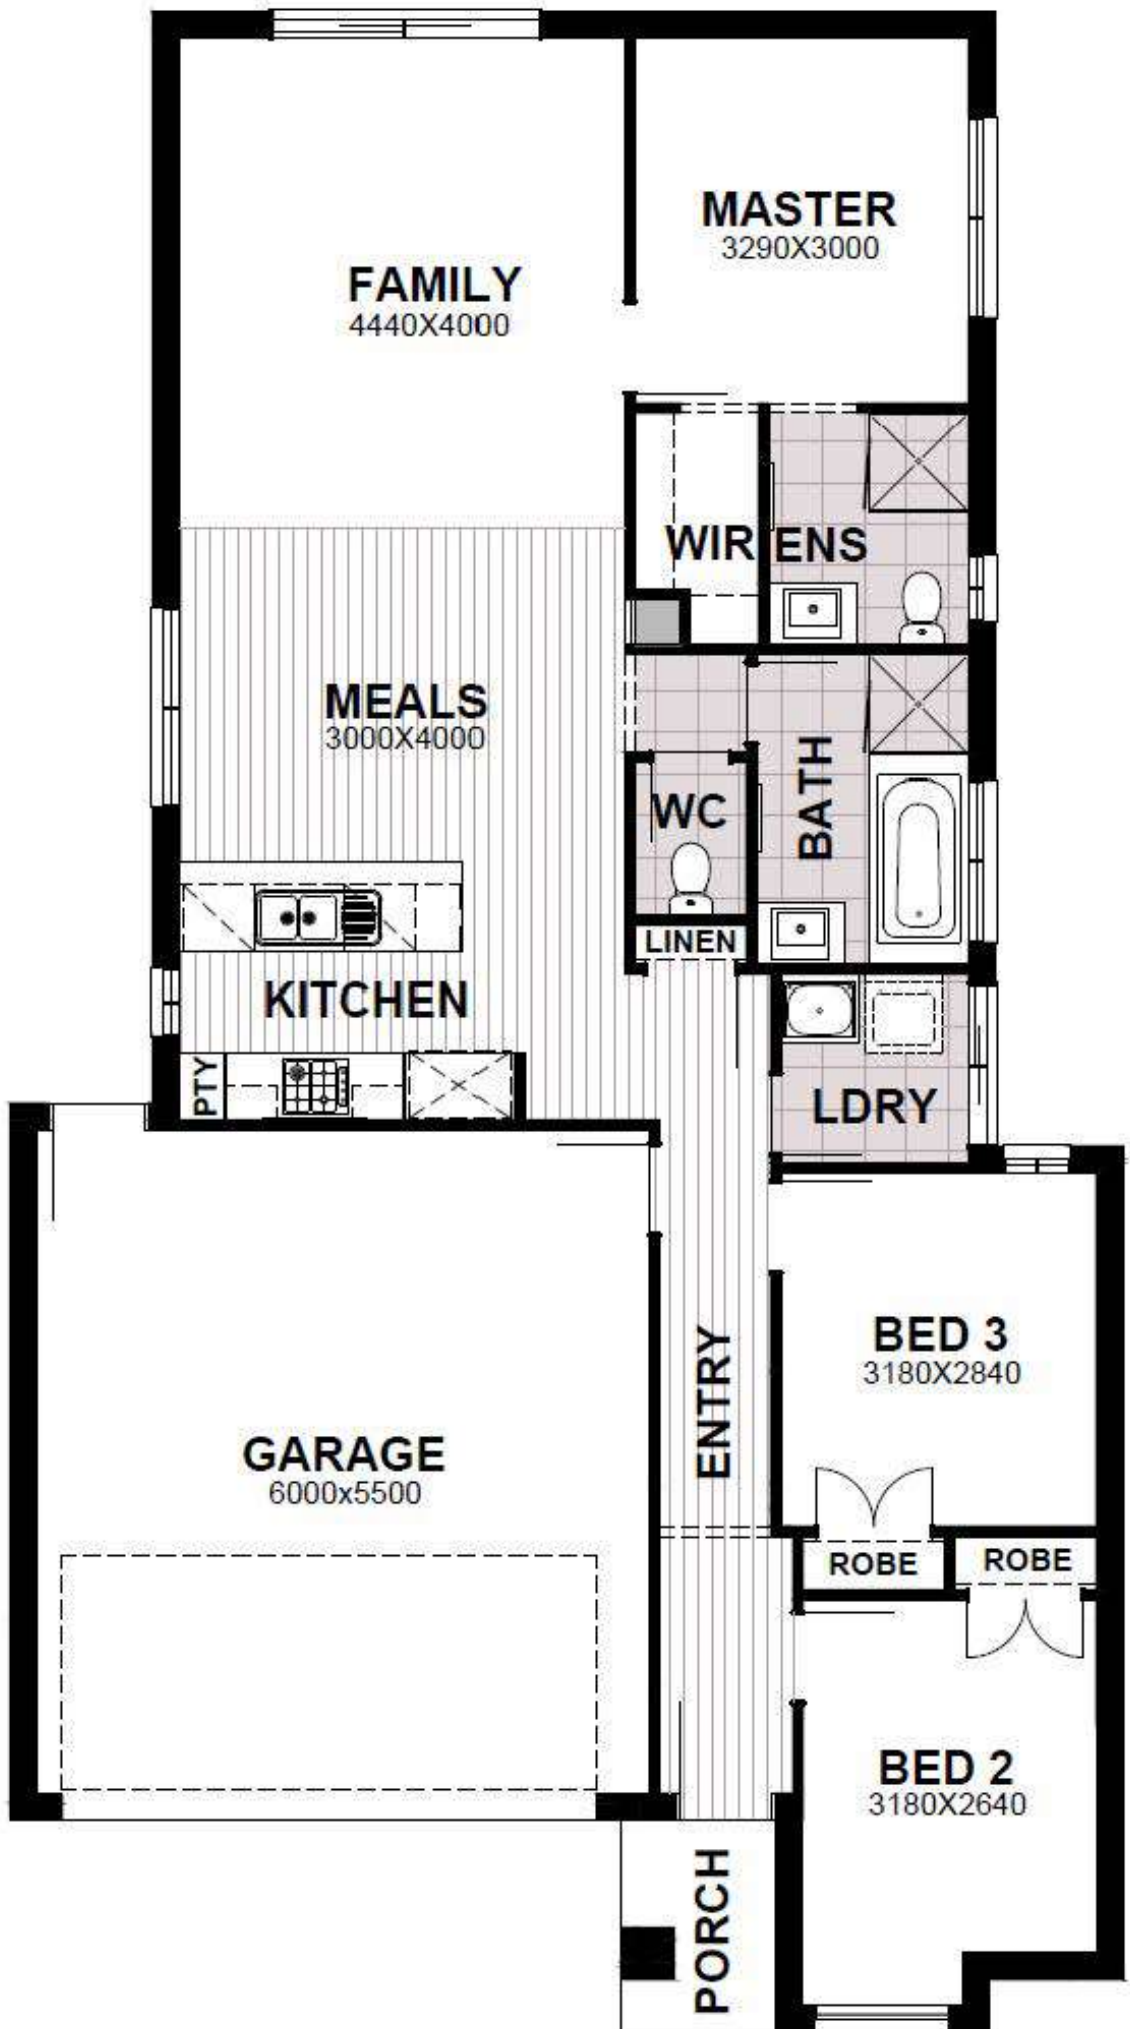 MASTER
3290X3000
FAMILY
4440X4000
WIR
ENS
MEALS
3000X4000
BATH
WC
LINEN
KITCHEN
PTY
LDRY
BED 3
3180X2840
ENTRY
GARAGE
6000x5500
ROBE
ROBE
BED 2
3180X2640
PORCH